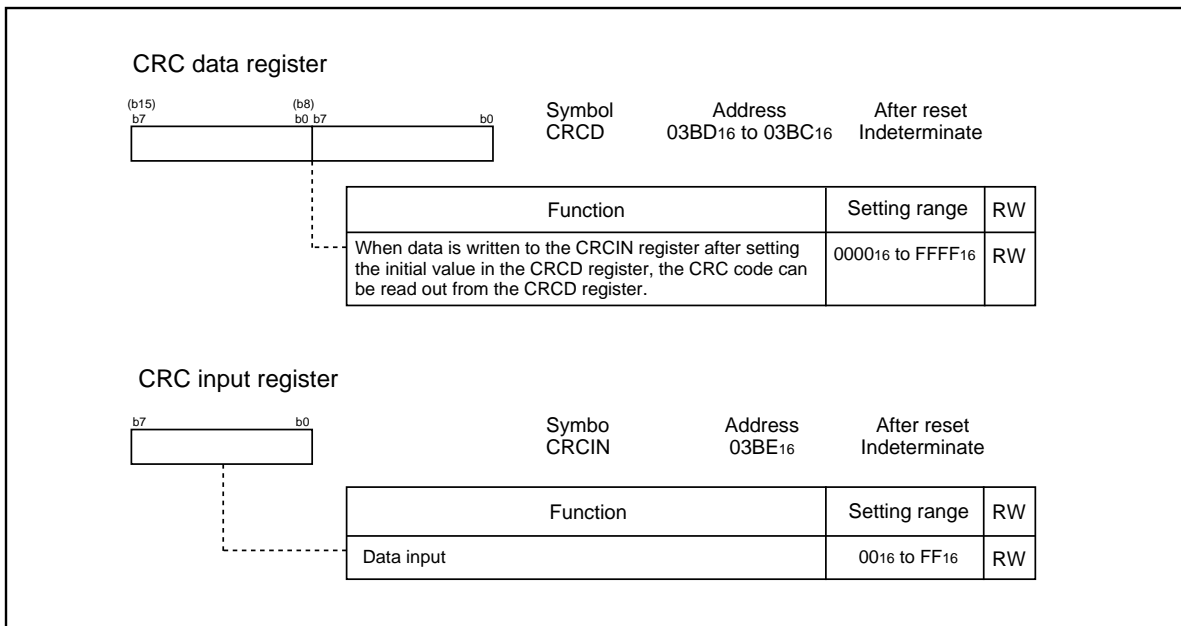 CRC data register
(b15) (b8)
b7 b0 b7 b0
Symbol Address After reset
CRCD 03BD16 to 03BC16 Indeterminate
Function Setting range RW
When data is written to the CRCIN register after setting
the initial value in the CRCD register, the CRC code can
be read out from the CRCD register.
000016 to FFFF16 RW
CRC input register
b7 b0
Symbo Address After reset
CRCIN 03BE16 Indeterminate
Function Setting range RW
Data input 0016 to FF16 RW